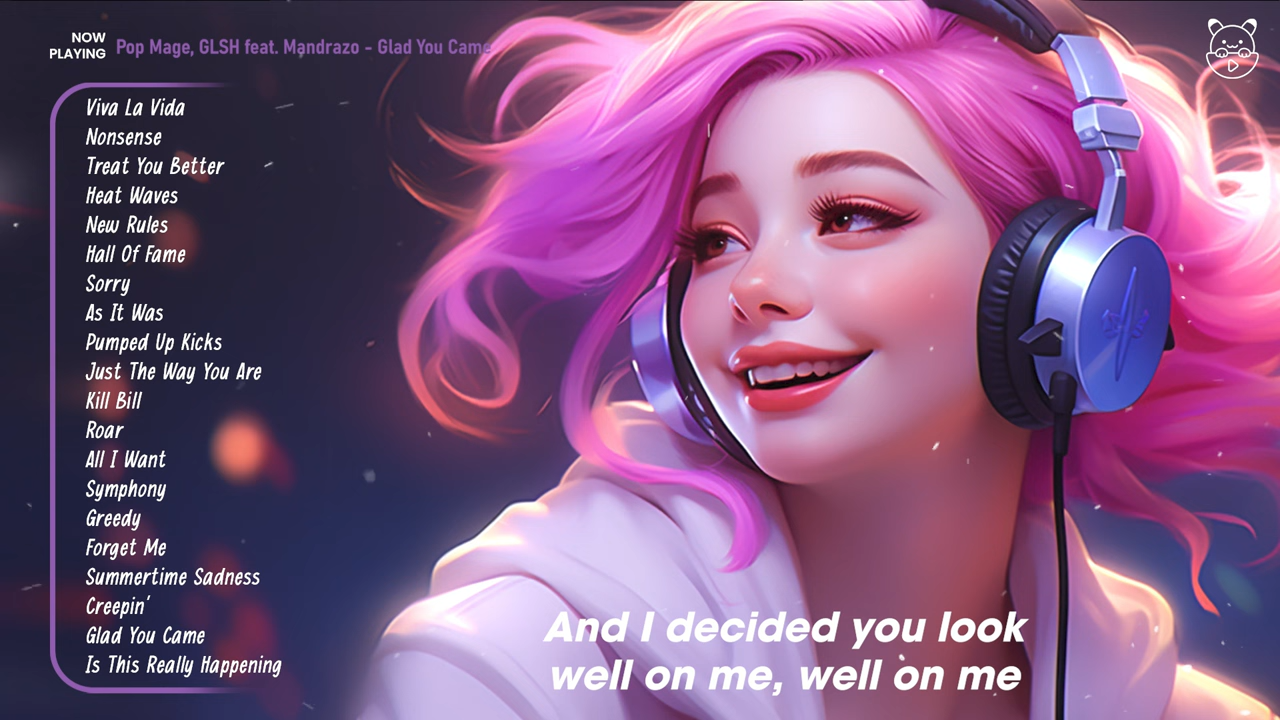 NOW
PLAYING
Pop Mage, GLSH feat. Mandrazo - Glad You Came
Viva La Vida
Nonsense
Treat You Better
Heat Waves
New Rules
Hall Of Fame
Sorry
As It Was
Pumped Up Kicks
Just The Way You Are
Kill Bill
Roar
All I Want
Symphony
Greedy
Forget Me
Summertime Sadness
Creepin'
Glad You Came
Is This Really Happening
And I decided you look
well on me, well on me